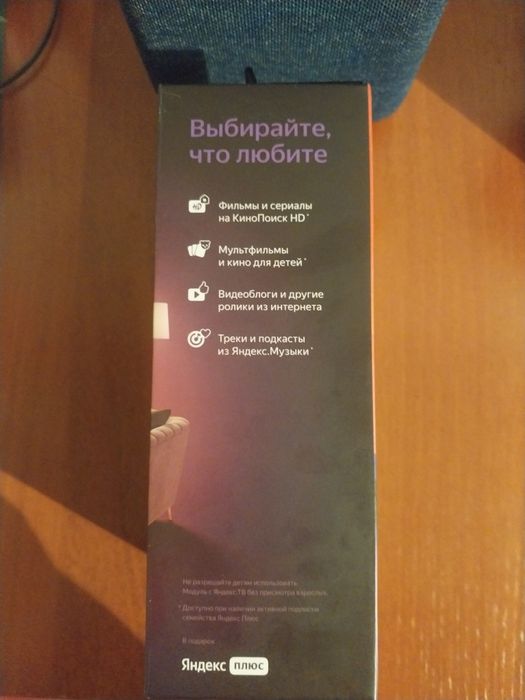 Выбирайте,
что любите
HD
Фильмы и сериалы
на КиноПоиск HD*
Мультфильмы
и кино для детей*
Видеоблоги и другие
ролики из интернета
Треки и подкасты
из Яндекс.Музыки*
Не разрешайте детям использовать
Модуль с Яндекс.ТВ без присмотра взрослых.
* Доступно при наличии активной подписки
семейства Яндекс Плюс
В подарок
Яндекс плюс